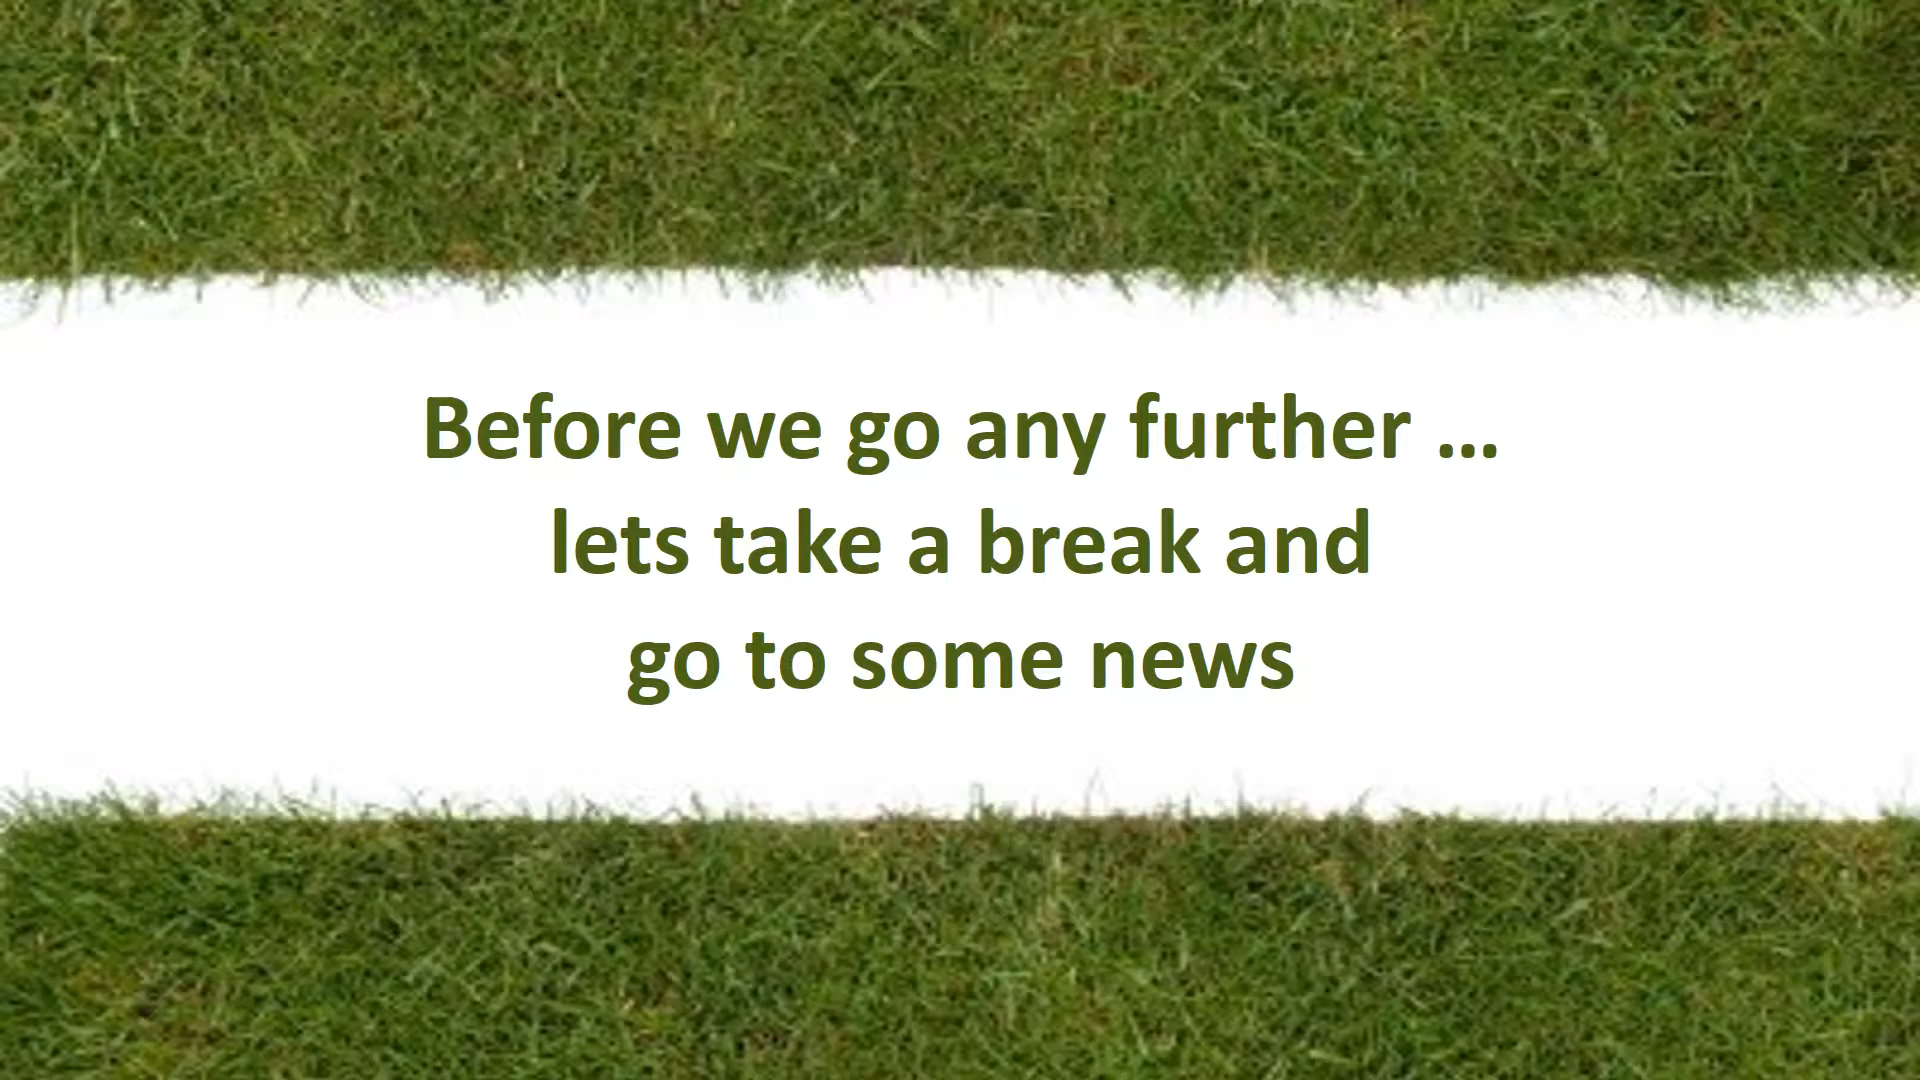 Before we go any further ...
lets take a break and
go to some news